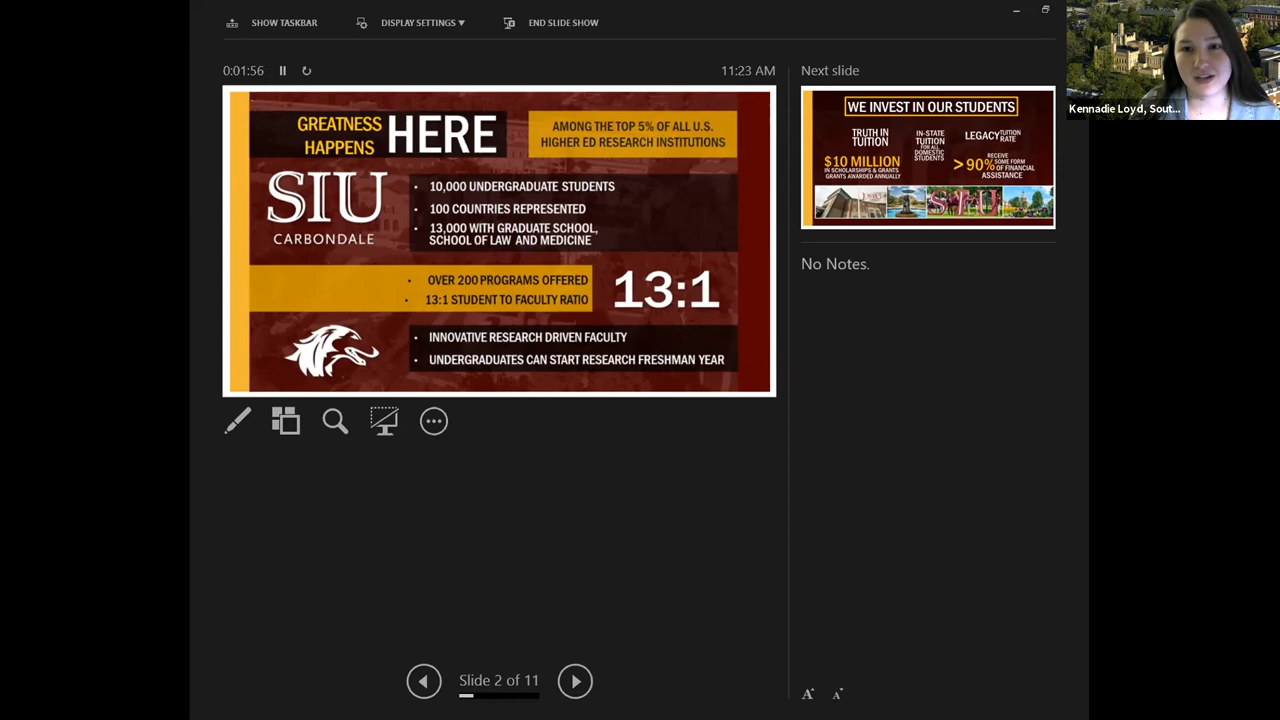 SHOW TASKBAR
DISPLAY SETTINGS ▼
END SLIDE SHOW
0:01:56
11:23 AM
GREATNESS
HAPPENS
HERE
AMONG THE TOP 5% OF ALL U.S.
HIGHER ED RESEARCH INSTITUTIONS
SIU
CARBONDALE
• 10,000 UNDERGRADUATE STUDENTS
• 100 COUNTRIES REPRESENTED
• 13,000 WITH GRADUATE SCHOOL,
SCHOOL OF LAW AND MEDICINE
• OVER 200 PROGRAMS OFFERED
• 13:1 STUDENT TO FACULTY RATIO
13:1
• INNOVATIVE RESEARCH DRIVEN FACULTY
• UNDERGRADUATES CAN START RESEARCH FRESHMAN YEAR
Slide 2 of 11
Next slide
WE INVEST IN OUR STUDENTS
TRUTH IN
TUITION
IN-STATE
TUITION
FOR ALL
DOMESTIC
STUDENTS
LEGACY TUITION
RATE
$10 MILLION
IN SCHOLARSHIPS & GRANTS
GRANTS AWARDED ANNUALLY
> 90% RECEIVE
SOME FORM
OF FINANCIAL
ASSISTANCE
SIU
No Notes.
A A
Kennadie Loyd, Sout...